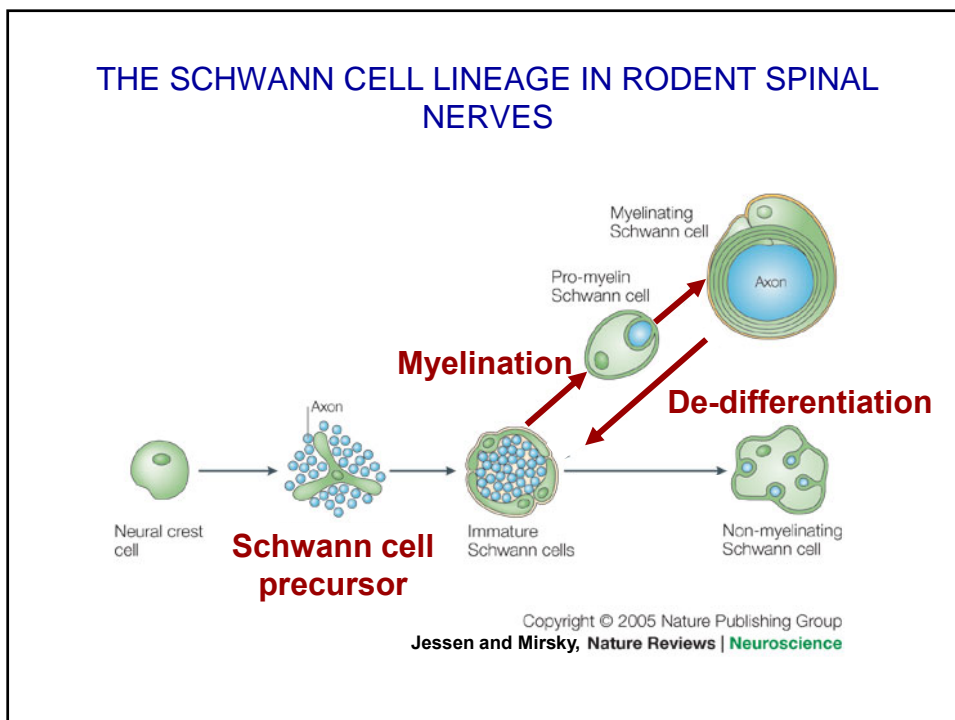 THE SCHWANN CELL LINEAGE IN RODENT SPINAL
NERVES
Myelinating
Schwann cell
Pro-myelin
Schwann cell
Axon
Myelination
De-differentiation
Axon
Neural crest
cell
Schwann cell
precursor
Immature
Schwann cells
Non-myelinating
Schwann cell
Copyright © 2005 Nature Publishing Group
Jessen and Mirsky, Nature Reviews | Neuroscience